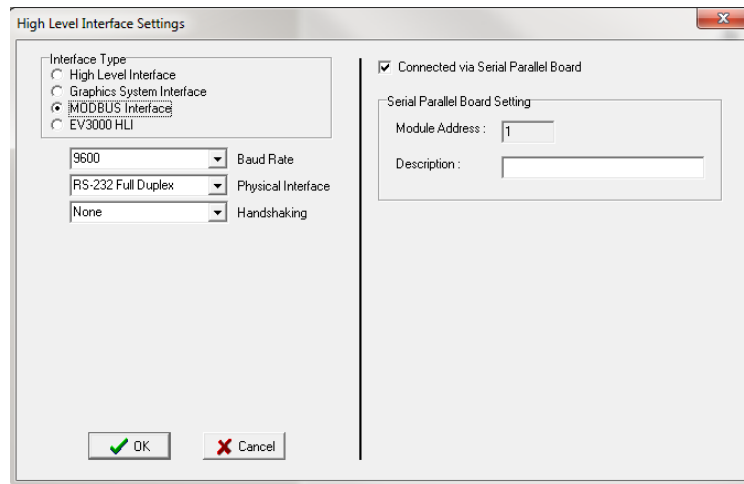 High Level Interface Settings
Interface Type
High Level Interface
Graphics System Interface
MODBUS Interface
EV3000 HLI
9600 Baud Rate
RS-232 Full Duplex Physical Interface
None Handshaking
OK Cancel
Connected via Serial Parallel Board
Serial Parallel Board Setting
Module Address : 1
Description :